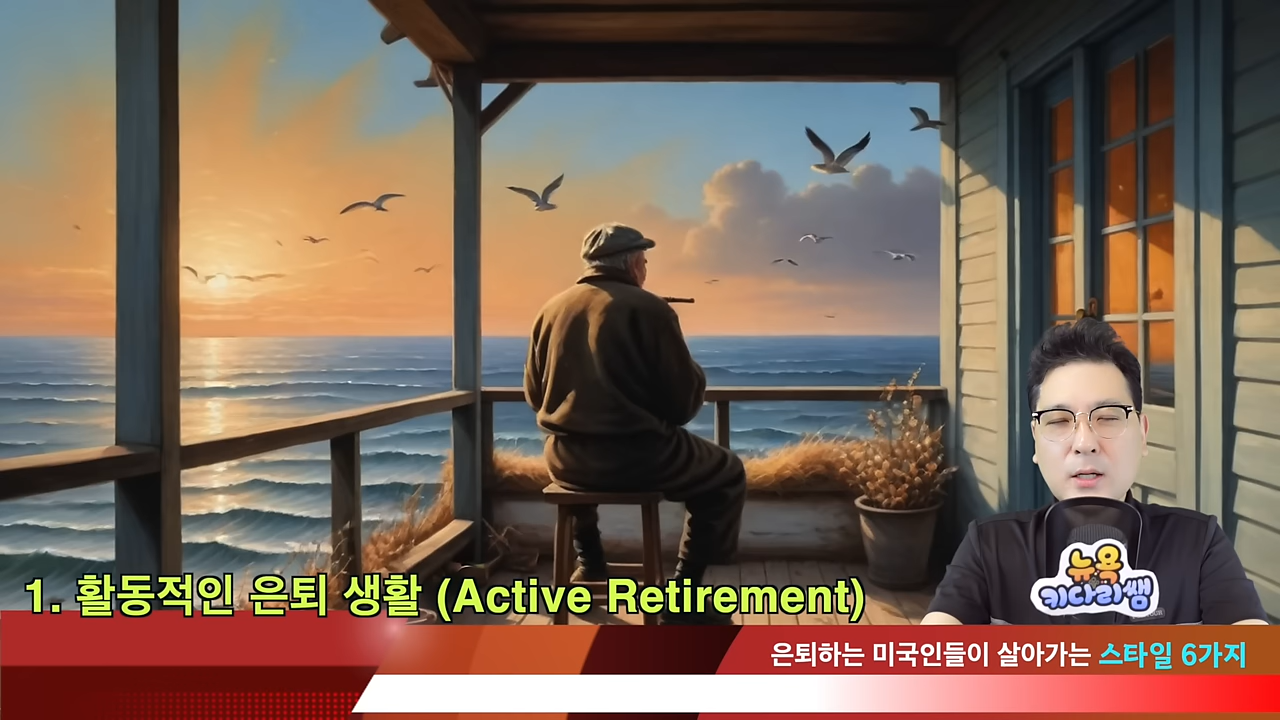 1. 활동적인 은퇴 생활 (Active Retirement)
뉴욕
키다리쌤
은퇴하는 미국인들이 살아가는 스타일 6가지